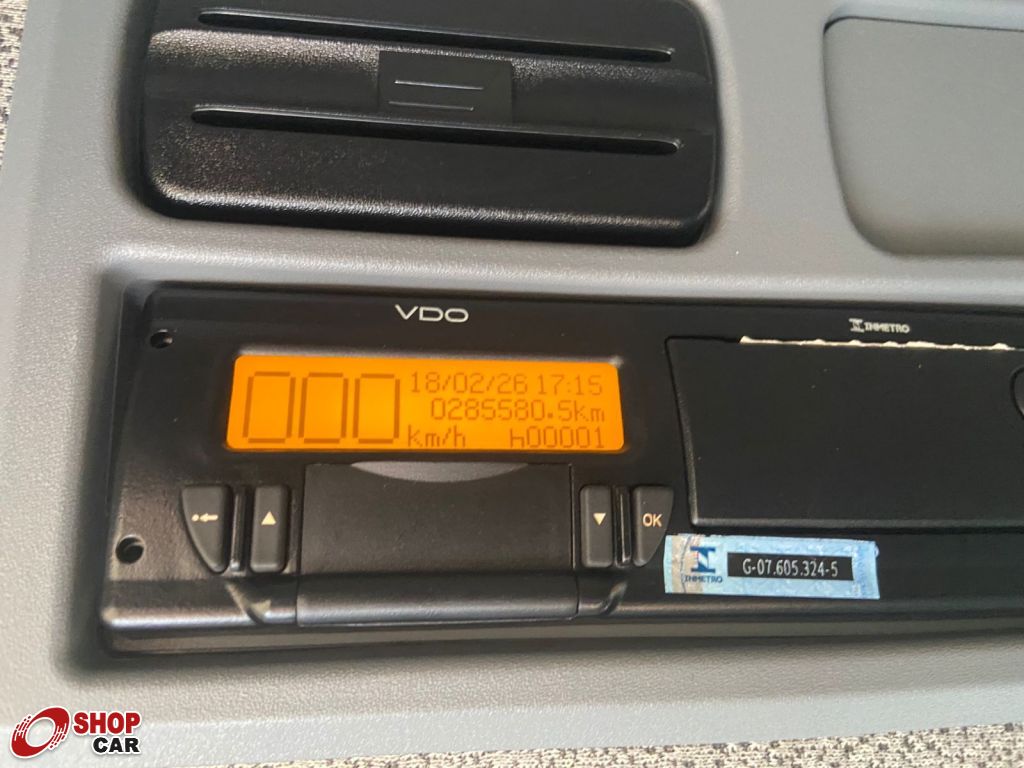 VDO
INMETRO
000 18/02/26 17:15
0285580.5km
km/h h00001
OK
INMETRO
G-07.605.324-5
SHOP
CAR